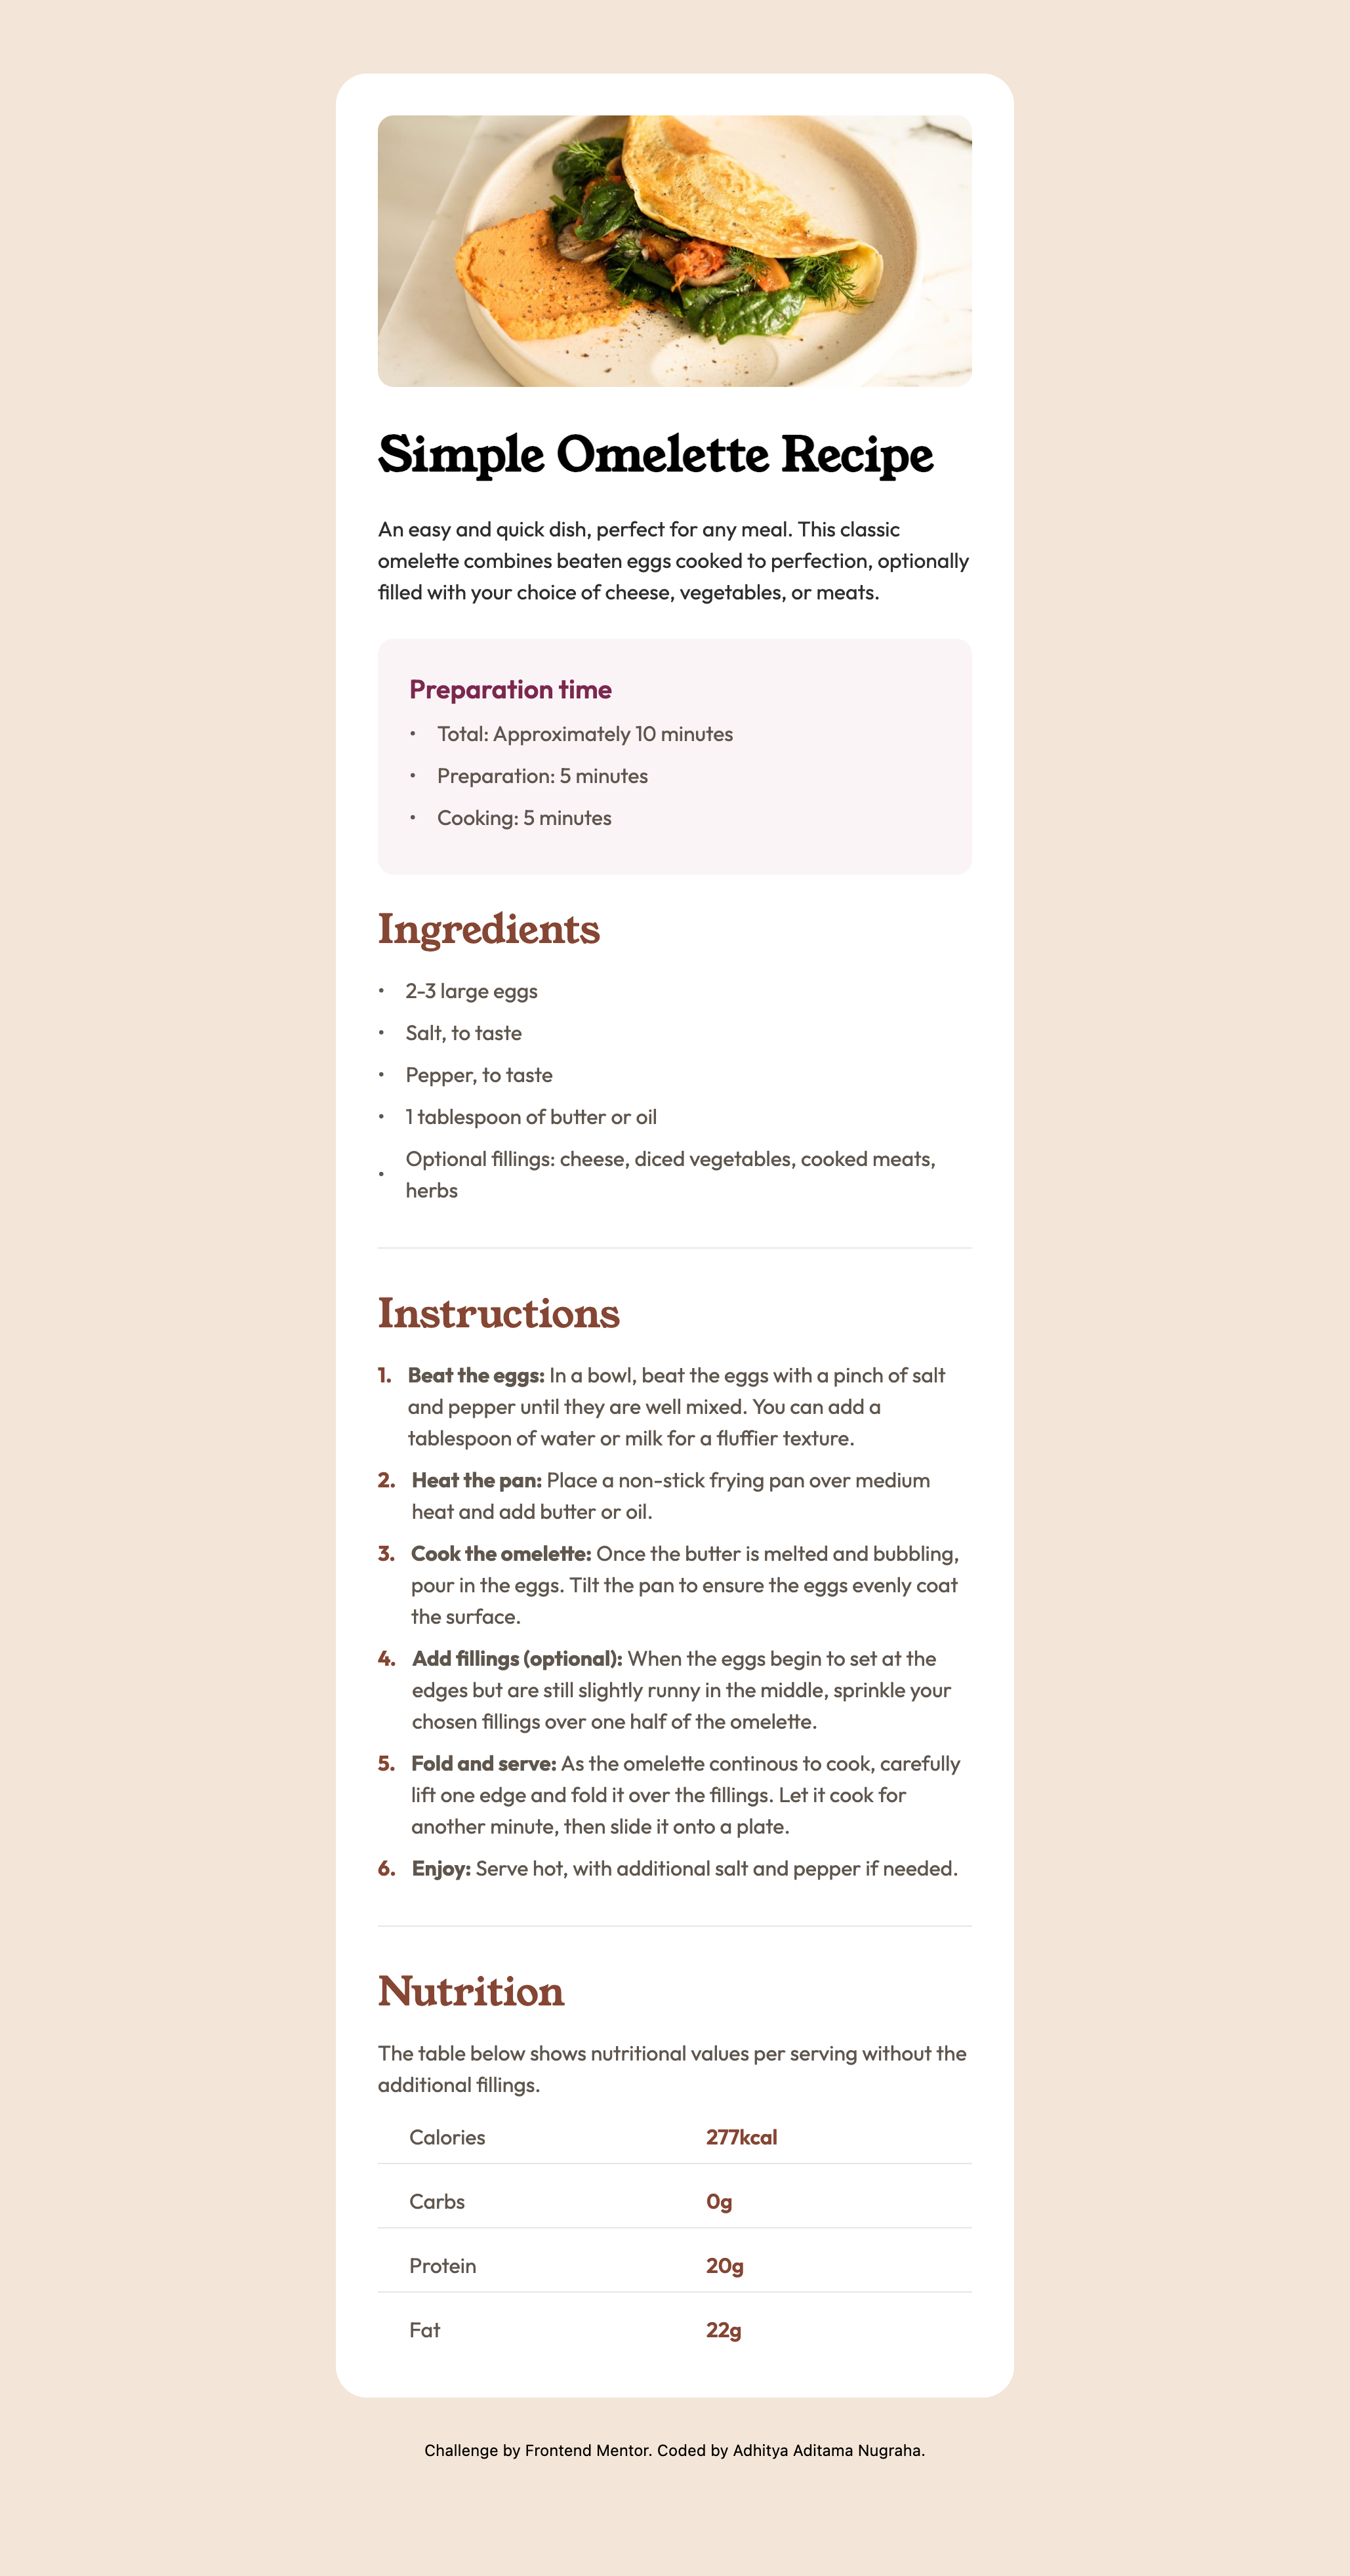 Simple Omelette Recipe
An easy and quick dish, perfect for any meal. This classic
omelette combines beaten eggs cooked to perfection, optionally
filled with your choice of cheese, vegetables, or meats.
Preparation time
• Total: Approximately 10 minutes
• Preparation: 5 minutes
• Cooking: 5 minutes
Ingredients
• 2-3 large eggs
• Salt, to taste
• Pepper, to taste
• 1 tablespoon of butter or oil
• Optional fillings: cheese, diced vegetables, cooked meats,
herbs
Instructions
1. Beat the eggs: In a bowl, beat the eggs with a pinch of salt
and pepper until they are well mixed. You can add a
tablespoon of water or milk for a fluffier texture.
2. Heat the pan: Place a non-stick frying pan over medium
heat and add butter or oil.
3. Cook the omelette: Once the butter is melted and bubbling,
pour in the eggs. Tilt the pan to ensure the eggs evenly coat
the surface.
4. Add fillings (optional): When the eggs begin to set at the
edges but are still slightly runny in the middle, sprinkle your
chosen fillings over one half of the omelette.
5. Fold and serve: As the omelette continous to cook, carefully
lift one edge and fold it over the fillings. Let it cook for
another minute, then slide it onto a plate.
6. Enjoy: Serve hot, with additional salt and pepper if needed.
Nutrition
The table below shows nutritional values per serving without the
additional fillings.
Calories 277kcal
Carbs 0g
Protein 20g
Fat 22g
Challenge by Frontend Mentor. Coded by Adhitya Aditama Nugraha.